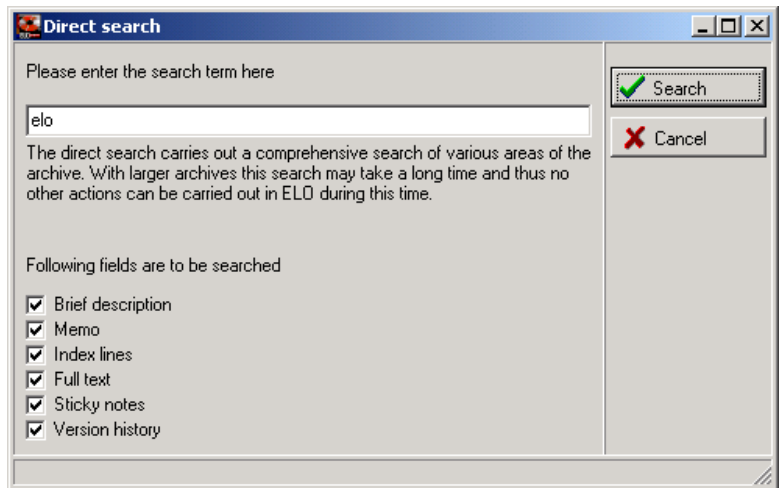 Direct search
Please enter the search term here
elo
The direct search carries out a comprehensive search of various areas of the
archive. With larger archives this search may take a long time and thus no
other actions can be carried out in ELO during this time.
Following fields are to be searched
Brief description
Memo
Index lines
Full text
Sticky notes
Version history
Search
Cancel